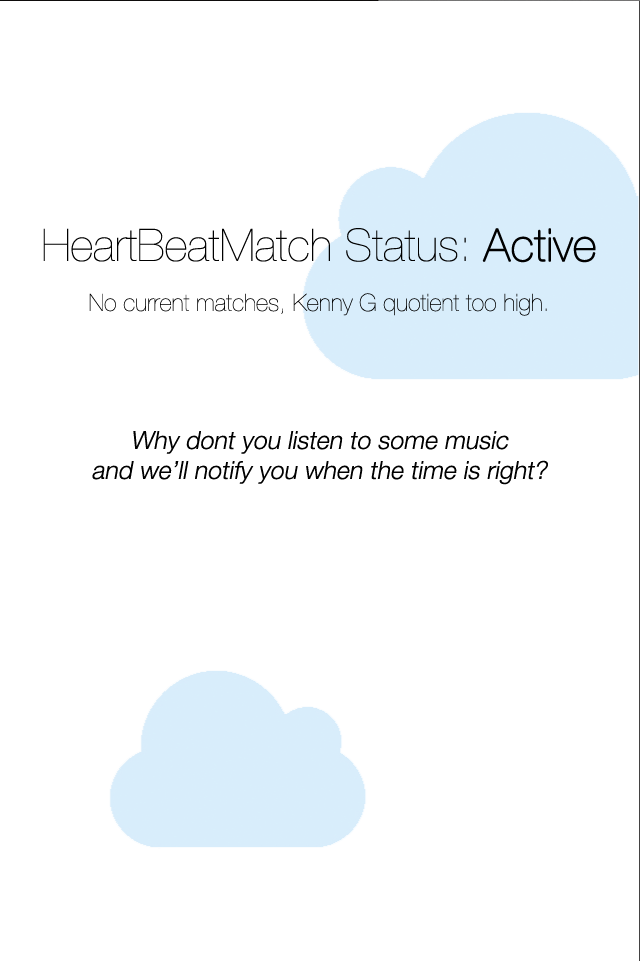 HeartBeatMatch Status: Active
No current matches, Kenny G quotient too high.
Why dont you listen to some music
and we’ll notify you when the time is right?